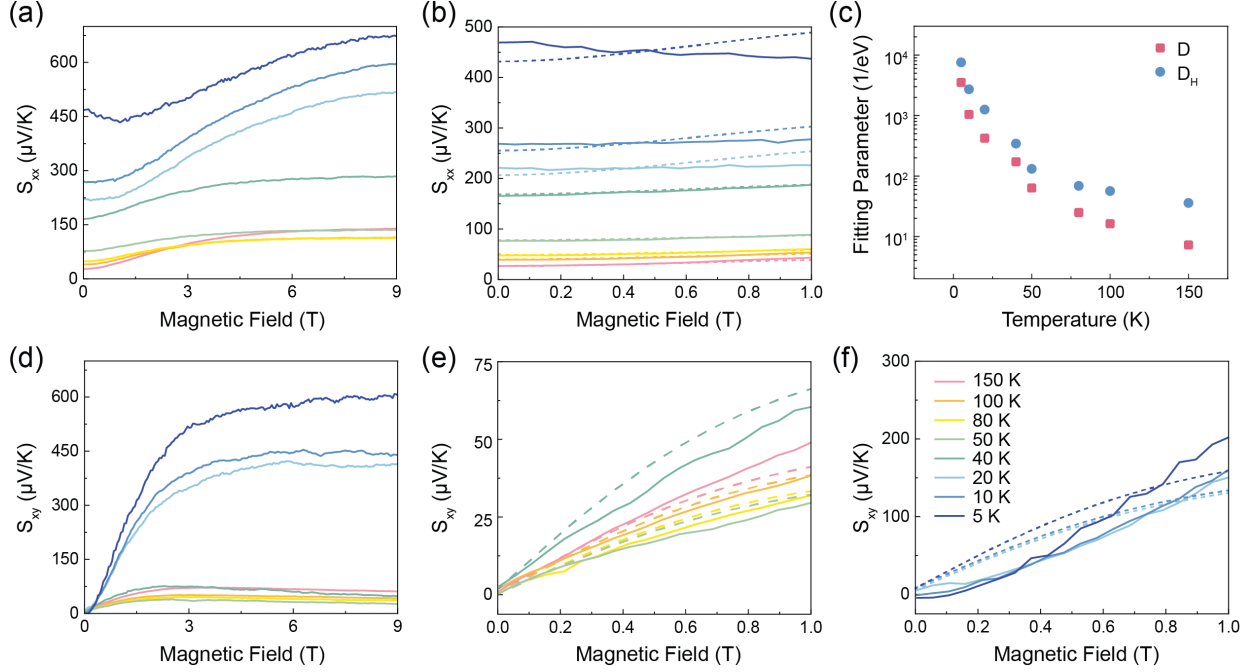 (a)
600
450
300
150
0
S_xx (μV/K)
0 3 6 9
Magnetic Field (T)
(b)
500
400
300
200
100
0
S_xx (μV/K)
0.0 0.2 0.4 0.6 0.8 1.0
Magnetic Field (T)
(c)
10^4
10^3
10^2
10^1
Fitting Parameter (1/eV)
D
D_H
0 50 100 150
Temperature (K)
(d)
600
450
300
150
0
S_xy (μV/K)
0 3 6 9
Magnetic Field (T)
(e)
75
50
25
0
S_xy (μV/K)
0.0 0.2 0.4 0.6 0.8 1.0
Magnetic Field (T)
(f)
300
200
100
0
S_xy (μV/K)
150 K
100 K
80 K
50 K
40 K
20 K
10 K
5 K
0.0 0.2 0.4 0.6 0.8 1.0
Magnetic Field (T)